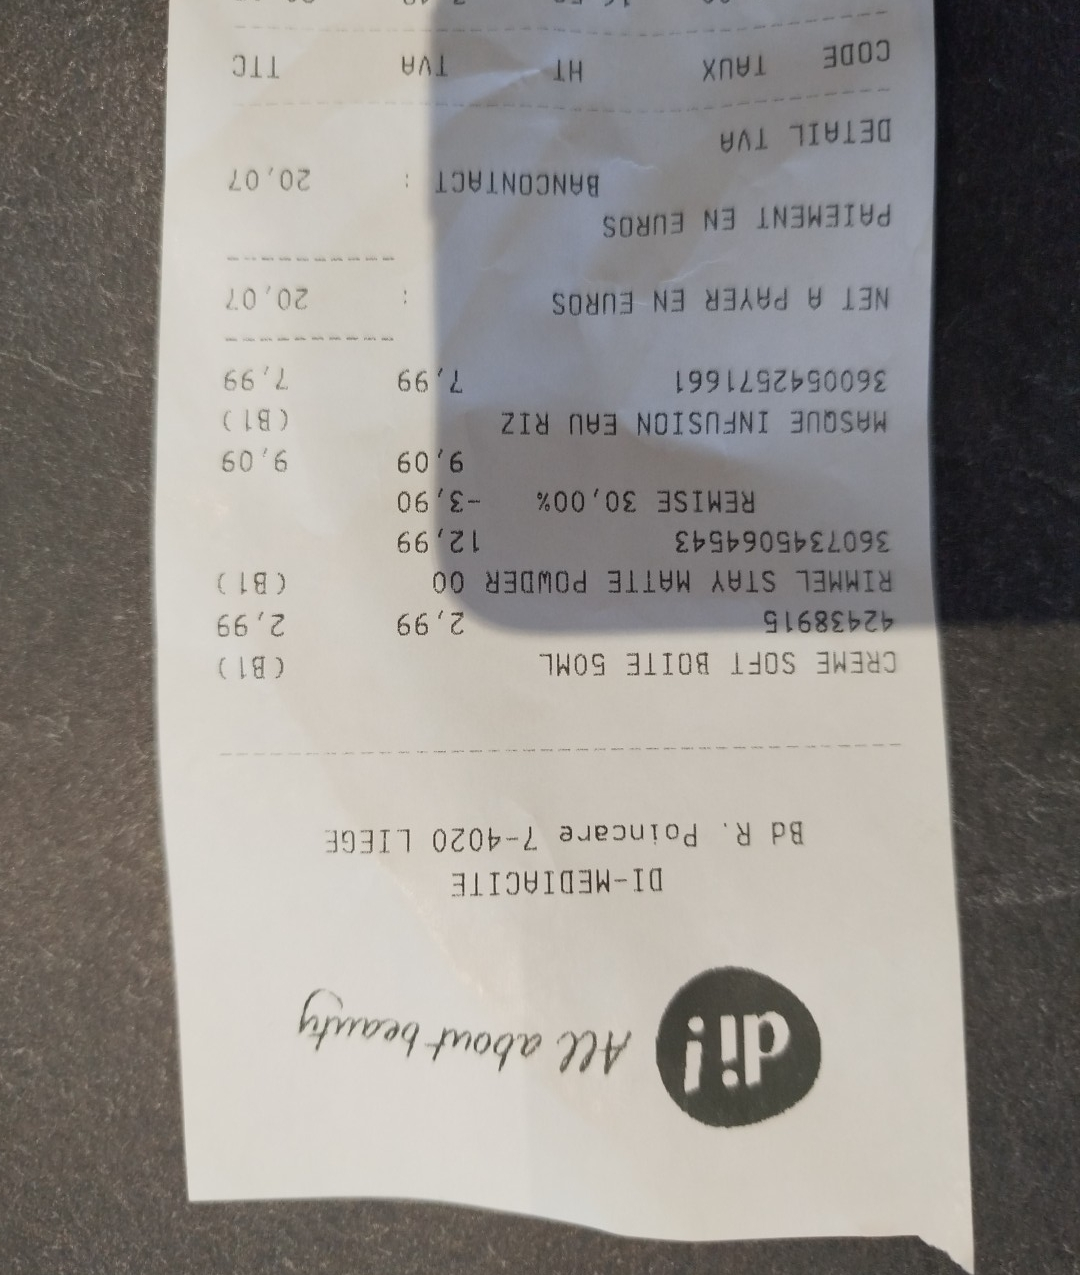 di! All about beauty
DI-MEDIACITE
Bd R. Poincare 7-4020 LIEGE
CREME SOFT BOITE 50ML (B1)
42438915 2,99 2,99
RIMMEL STAY MATTE POWDER 00 (B1)
3607345064543 12,99
REMISE 30,00% -3,90
9,09 9,09
MASQUE INFUSION EAU RIZ (B1)
3600542571661 7,99 7,99
NET A PAYER EN EUROS : 20,07
PAIEMENT EN EUROS
BANCONTACT : 20,07
DETAIL TVA
CODE TAUX HT TVA TTC